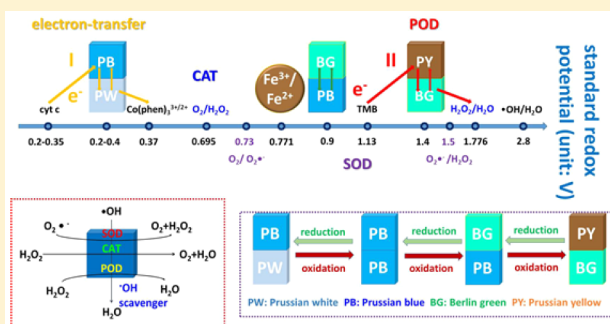 electron-transfer
POD
I
PB
CAT
Fe³⁺/
Fe²⁺
BG
II
PY
e⁻
PW
PB
e⁻
BG
cyt c
Co(phen)₃³⁺/²⁺
O₂/H₂O₂
TMB
H₂O₂/H₂O
•OH/H₂O
0.2-0.35
0.2-0.4
0.37
0.695
0.73
0.771
0.9
1.13
1.4
1.5
1.776
2.8
O₂/ O₂•⁻
SOD
O₂•⁻/H₂O₂
standard redox
potential (unit: V)
•OH
O₂•⁻
SOD
O₂+H₂O₂
CAT
H₂O₂
O₂+H₂O
POD
H₂O₂
⁻OH
H₂O
scavenger
H₂O
PB
reduction
PB
reduction
BG
reduction
PY
PW
oxidation
PB
oxidation
PB
oxidation
BG
PW: Prussian white PB: Prussian blue BG: Berlin green PY: Prussian yellow